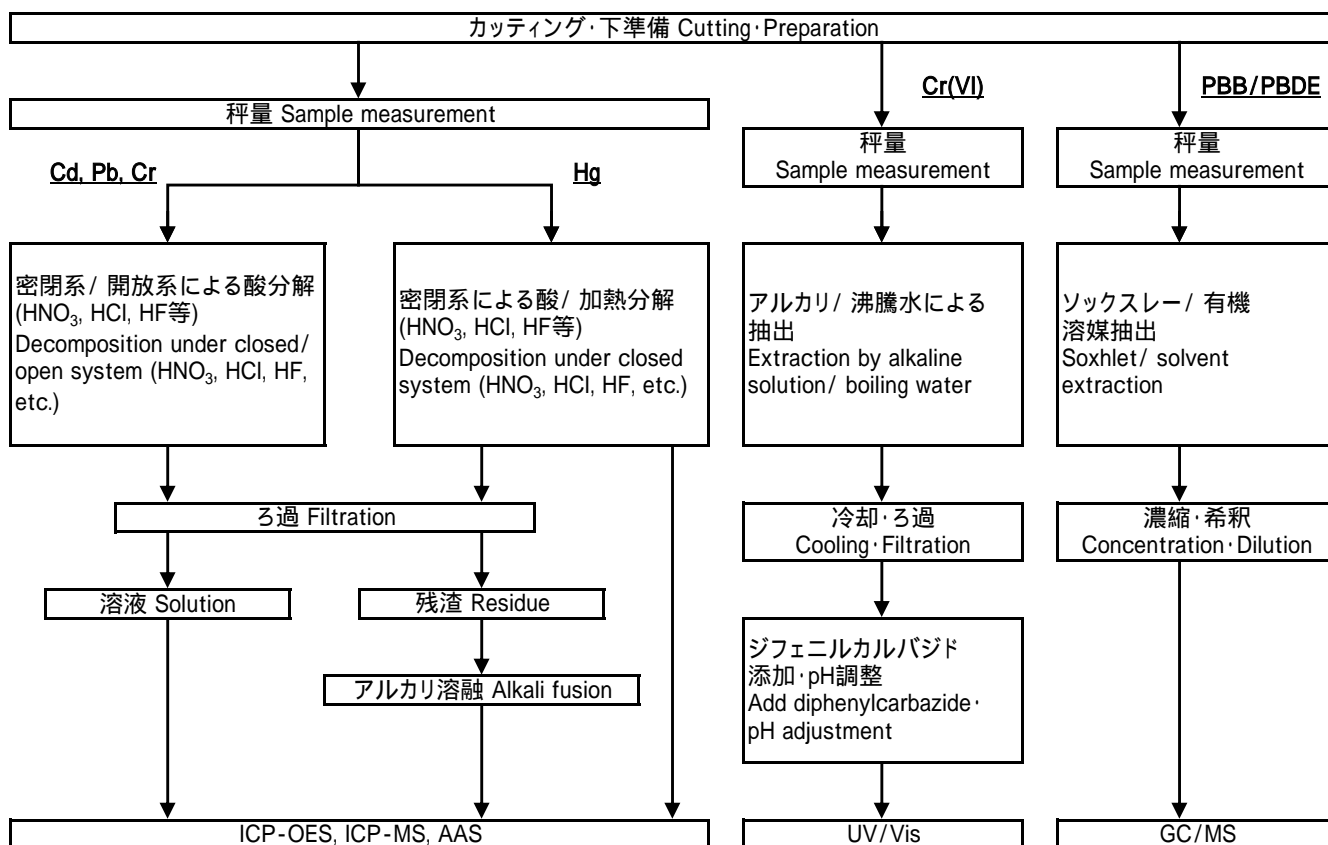 カッティング・下準備 Cutting・Preparation
秤量 Sample measurement
Cd, Pb, Cr
Hg
密閉系/ 開放系による酸分解
(HNO₃, HCl, HF等)
Decomposition under closed/
open system (HNO₃, HCl, HF,
etc.)
密閉系による酸/ 加熱分解
(HNO₃, HCl, HF等)
Decomposition under closed
system (HNO₃, HCl, HF, etc.)
ろ過 Filtration
溶液 Solution
残渣 Residue
アルカリ溶融 Alkali fusion
ICP-OES, ICP-MS, AAS
Cr(VI)
秤量
Sample measurement
アルカリ/ 沸騰水による
抽出
Extraction by alkaline
solution/ boiling water
冷却・ろ過
Cooling・Filtration
ジフェニルカルバジド
添加・pH調整
Add diphenylcarbazide・
pH adjustment
UV/Vis
PBB/PBDE
秤量
Sample measurement
ソックスレー/ 有機
溶媒抽出
Soxhlet/ solvent
extraction
濃縮・希釈
Concentration・Dilution
GC/MS